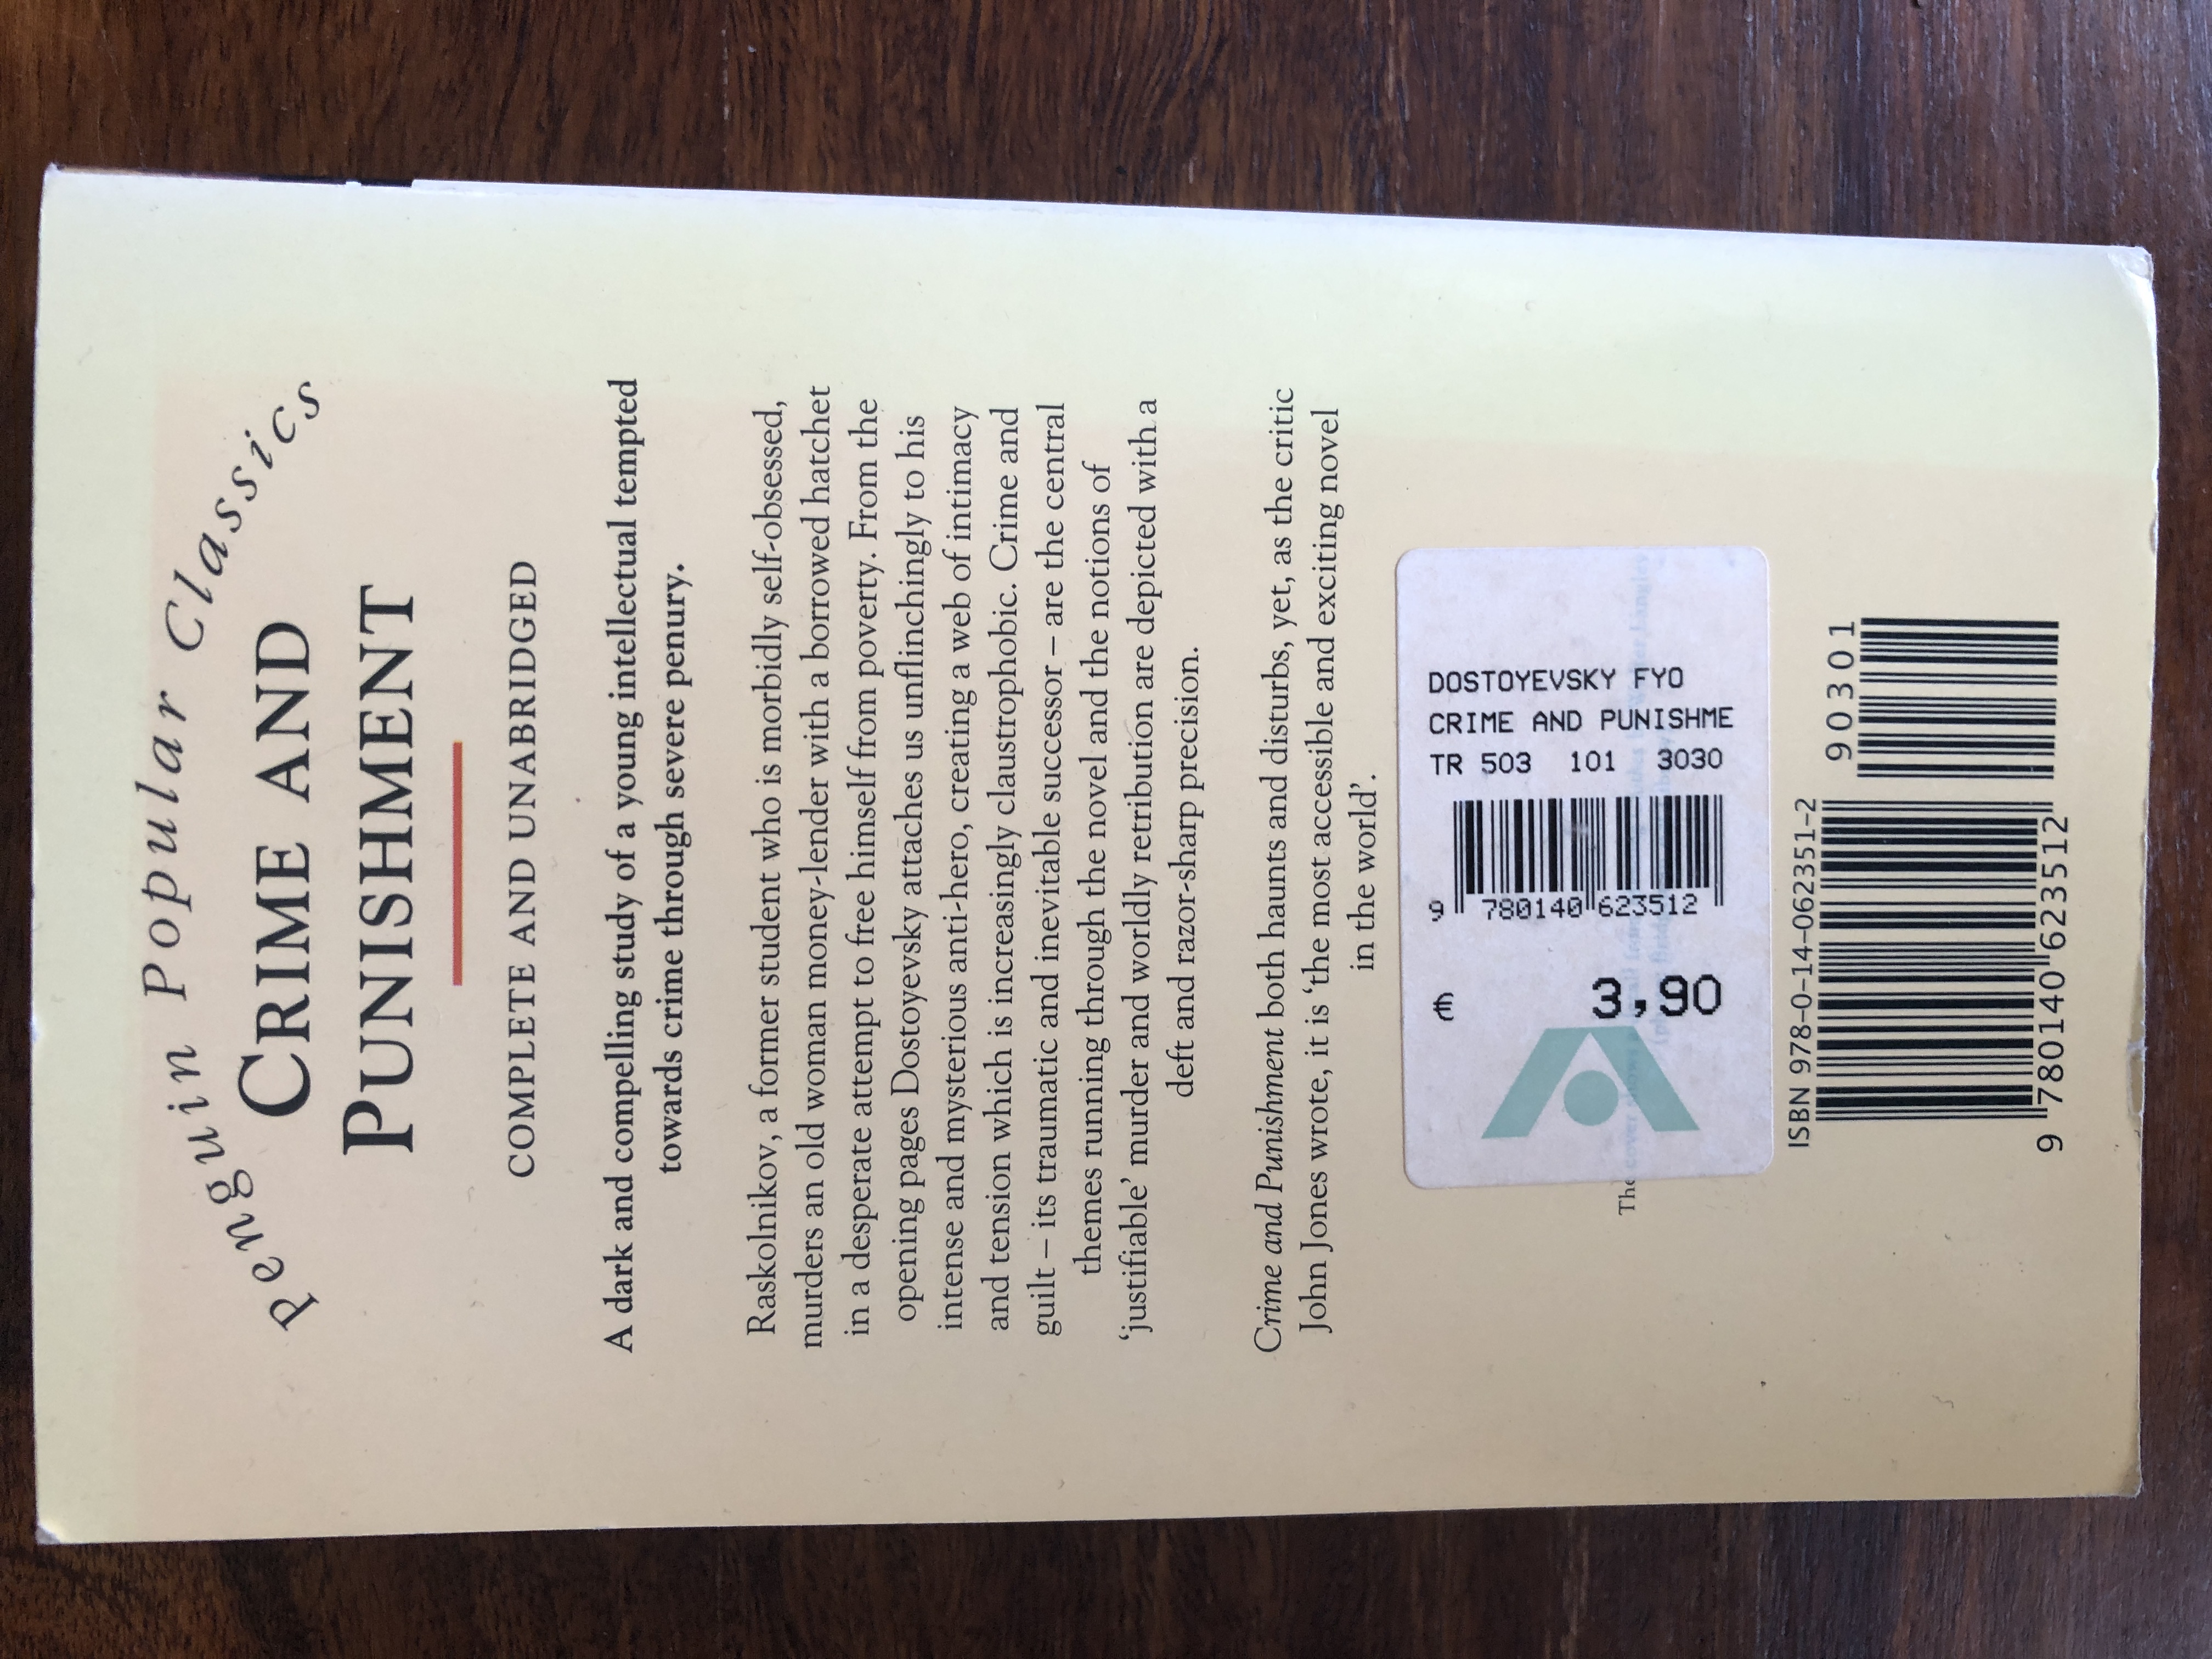 Penguin Popular Classics
CRIME AND
PUNISHMENT
COMPLETE AND UNABRIDGED
A dark and compelling study of a young intellectual tempted
towards crime through severe penury.
Raskolnikov, a former student who is morbidly self-obsessed,
murders an old woman money-lender with a borrowed hatchet
in a desperate attempt to free himself from poverty. From the
opening pages Dostoyevsky attaches us unflinchingly to his
intense and mysterious anti-hero, creating a web of intimacy
and tension which is increasingly claustrophobic. Crime and
guilt – its traumatic and inevitable successor – are the central
themes running through the novel and the notions of
‘justifiable’ murder and worldly retribution are depicted with a
deft and razor-sharp precision.
Crime and Punishment both haunts and disturbs, yet, as the critic
John Jones wrote, it is ‘the most accessible and exciting novel
in the world’.
DOSTOYEVSKY FYO
CRIME AND PUNISHME
TR 503 101 3030
9 780140 623512
€ 3,90
The cover shows
ISBN 978-0-14-062351-2
90301
9 780140 623512